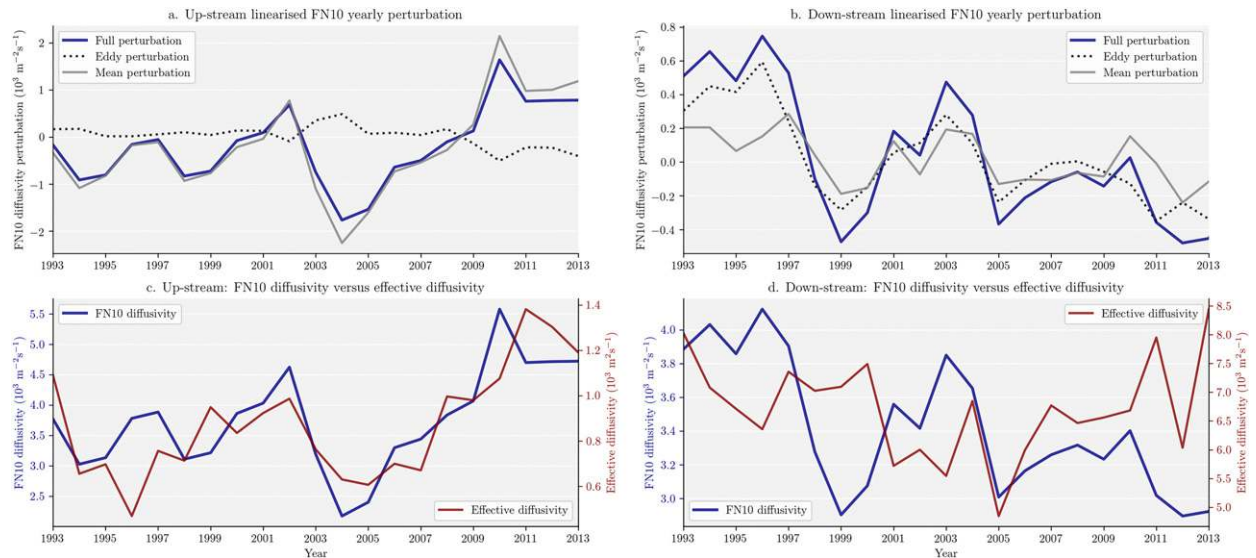 a. Up-stream linearised FN10 yearly perturbation
FN10 diffusivity perturbation (10³ m⁻²s⁻¹)
2
1
0
−1
−2
Full perturbation
Eddy perturbation
Mean perturbation
1993 1995 1997 1999 2001 2003 2005 2007 2009 2011 2013
b. Down-stream linearised FN10 yearly perturbation
FN10 diffusivity perturbation (10³ m⁻²s⁻¹)
0.8
0.6
0.4
0.2
0.0
−0.2
−0.4
Full perturbation
Eddy perturbation
Mean perturbation
1993 1995 1997 1999 2001 2003 2005 2007 2009 2011 2013
c. Up-stream: FN10 diffusivity versus effective diffusivity
FN10 diffusivity (10³ m⁻²s⁻¹)
5.5
5.0
4.5
4.0
3.5
3.0
2.5
FN10 diffusivity
Effective diffusivity
1.4
1.2
1.0
0.8
0.6
Effective diffusivity (10³ m²s⁻¹)
1993 1995 1997 1999 2001 2003 2005 2007 2009 2011 2013
Year
d. Down-stream: FN10 diffusivity versus effective diffusivity
FN10 diffusivity (10³ m⁻²s⁻¹)
4.0
3.8
3.6
3.4
3.2
3.0
Effective diffusivity
FN10 diffusivity
8.5
8.0
7.5
7.0
6.5
6.0
5.5
5.0
Effective diffusivity (10³ m²s⁻¹)
1993 1995 1997 1999 2001 2003 2005 2007 2009 2011 2013
Year